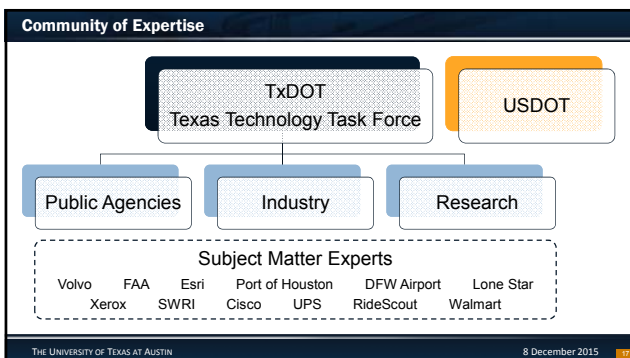 Community of Expertise
TxDOT
Texas Technology Task Force
USDOT
Public Agencies
Industry
Research
Subject Matter Experts
Volvo FAA Esri Port of Houston DFW Airport Lone Star
Xerox SWRI Cisco UPS RideScout Walmart
THE UNIVERSITY OF TEXAS AT AUSTIN 8 December 2015 17